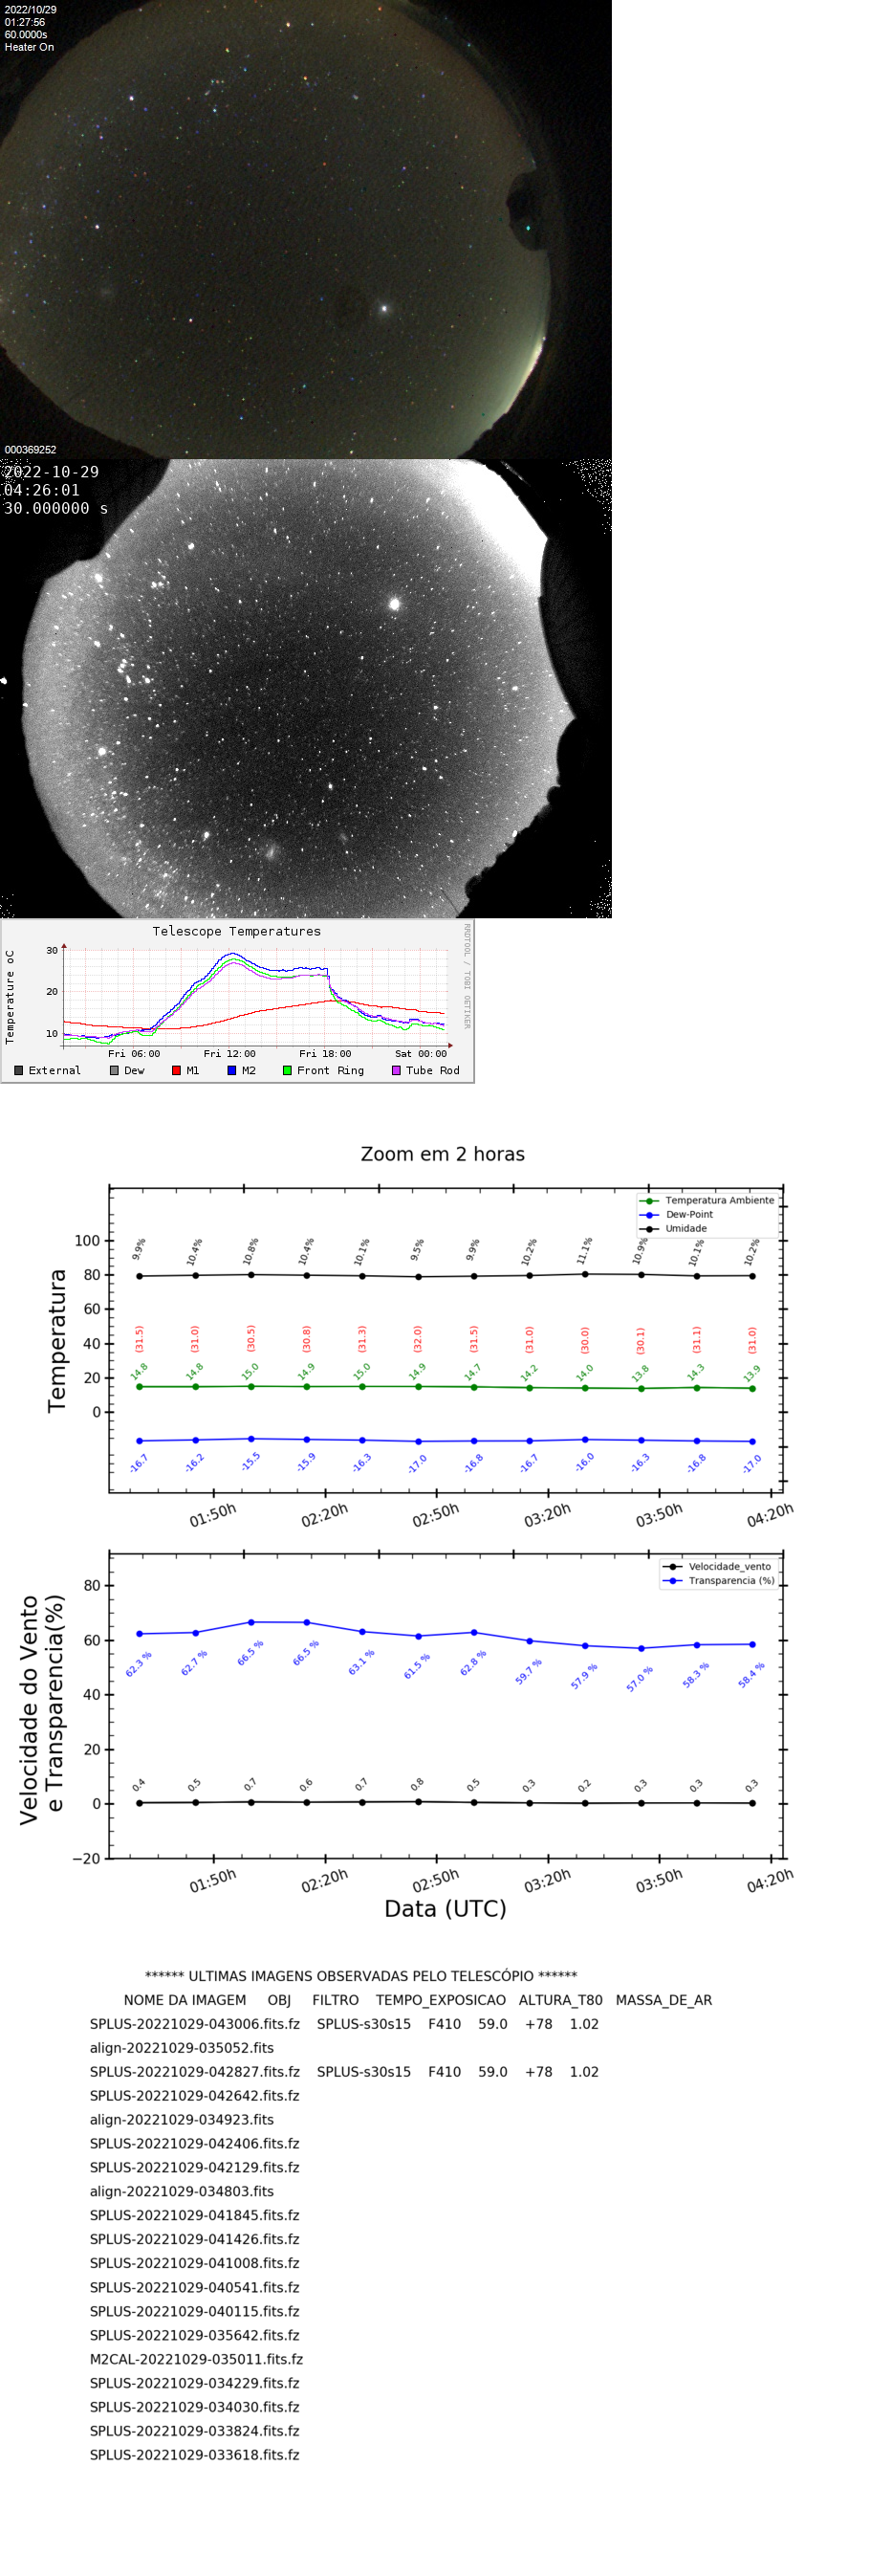 2022/10/29
01:27:56
60.0000s
Heater On
000369252
2022-10-29
04:26:01
30.000000 s
Telescope Temperatures
RRDTOOL / TOBI OETIKER
Temperature oC
30
20
10
Fri 06:00 Fri 12:00 Fri 18:00 Sat 00:00
External Dew M1 M2 Front Ring Tube Rod
Zoom em 2 horas
Temperatura
Temperatura Ambiente
Dew-Point
Umidade
100
80
60
40
20
0
9.9% 10.4% 10.8% 10.4% 10.1% 9.5% 9.9% 10.2% 11.1% 10.9% 10.1% 10.2%
(31.5) (31.0) (30.5) (30.8) (31.3) (32.0) (31.5) (31.0) (30.0) (30.1) (31.1) (31.0)
14.8 14.8 15.0 14.9 15.0 14.9 14.7 14.2 14.0 13.8 14.3 13.9
-16.7 -16.2 -15.5 -15.9 -16.3 -17.0 -16.8 -16.7 -16.0 -16.3 -16.8 -17.0
01:50h 02:20h 02:50h 03:20h 03:50h 04:20h
Velocidade do Vento
e Transparencia(%)
Velocidade_vento
Transparencia (%)
80
60
40
20
0
−20
62.3 % 62.7 % 66.5 % 66.5 % 63.1 % 61.5 % 62.8 % 59.7 % 57.9 % 57.0 % 58.3 % 58.4 %
0.4 0.5 0.7 0.6 0.7 0.8 0.5 0.3 0.2 0.3 0.3 0.3
01:50h 02:20h 02:50h 03:20h 03:50h 04:20h
Data (UTC)
****** ULTIMAS IMAGENS OBSERVADAS PELO TELESCÓPIO ******
NOME DA IMAGEM OBJ FILTRO TEMPO_EXPOSICAO ALTURA_T80 MASSA_DE_AR
SPLUS-20221029-043006.fits.fz SPLUS-s30s15 F410 59.0 +78 1.02
align-20221029-035052.fits
SPLUS-20221029-042827.fits.fz SPLUS-s30s15 F410 59.0 +78 1.02
SPLUS-20221029-042642.fits.fz
align-20221029-034923.fits
SPLUS-20221029-042406.fits.fz
SPLUS-20221029-042129.fits.fz
align-20221029-034803.fits
SPLUS-20221029-041845.fits.fz
SPLUS-20221029-041426.fits.fz
SPLUS-20221029-041008.fits.fz
SPLUS-20221029-040541.fits.fz
SPLUS-20221029-040115.fits.fz
SPLUS-20221029-035642.fits.fz
M2CAL-20221029-035011.fits.fz
SPLUS-20221029-034229.fits.fz
SPLUS-20221029-034030.fits.fz
SPLUS-20221029-033824.fits.fz
SPLUS-20221029-033618.fits.fz